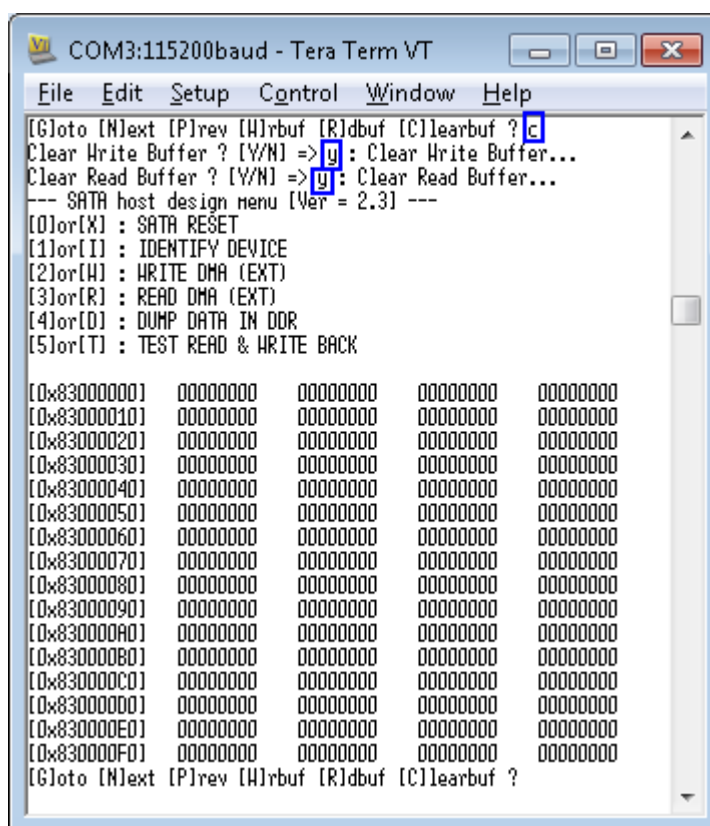 COM3:115200baud - Tera Term VT
File Edit Setup Control Window Help
[G]oto [N]ext [P]rev [W]rbuf [R]dbuf [C]learbuf ? c
Clear Write Buffer ? [Y/N] => y : Clear Write Buffer...
Clear Read Buffer ? [Y/N] => y : Clear Read Buffer...
--- SATA host design menu [Ver = 2.3] ---
[0]or[X] : SATA RESET
[1]or[I] : IDENTIFY DEVICE
[2]or[W] : WRITE DMA (EXT)
[3]or[R] : READ DMA (EXT)
[4]or[D] : DUMP DATA IN DDR
[5]or[T] : TEST READ & WRITE BACK
[0x83000000] 00000000 00000000 00000000 00000000
[0x83000010] 00000000 00000000 00000000 00000000
[0x83000020] 00000000 00000000 00000000 00000000
[0x83000030] 00000000 00000000 00000000 00000000
[0x83000040] 00000000 00000000 00000000 00000000
[0x83000050] 00000000 00000000 00000000 00000000
[0x83000060] 00000000 00000000 00000000 00000000
[0x83000070] 00000000 00000000 00000000 00000000
[0x83000080] 00000000 00000000 00000000 00000000
[0x83000090] 00000000 00000000 00000000 00000000
[0x830000A0] 00000000 00000000 00000000 00000000
[0x830000B0] 00000000 00000000 00000000 00000000
[0x830000C0] 00000000 00000000 00000000 00000000
[0x830000D0] 00000000 00000000 00000000 00000000
[0x830000E0] 00000000 00000000 00000000 00000000
[0x830000F0] 00000000 00000000 00000000 00000000
[G]oto [N]ext [P]rev [W]rbuf [R]dbuf [C]learbuf ?